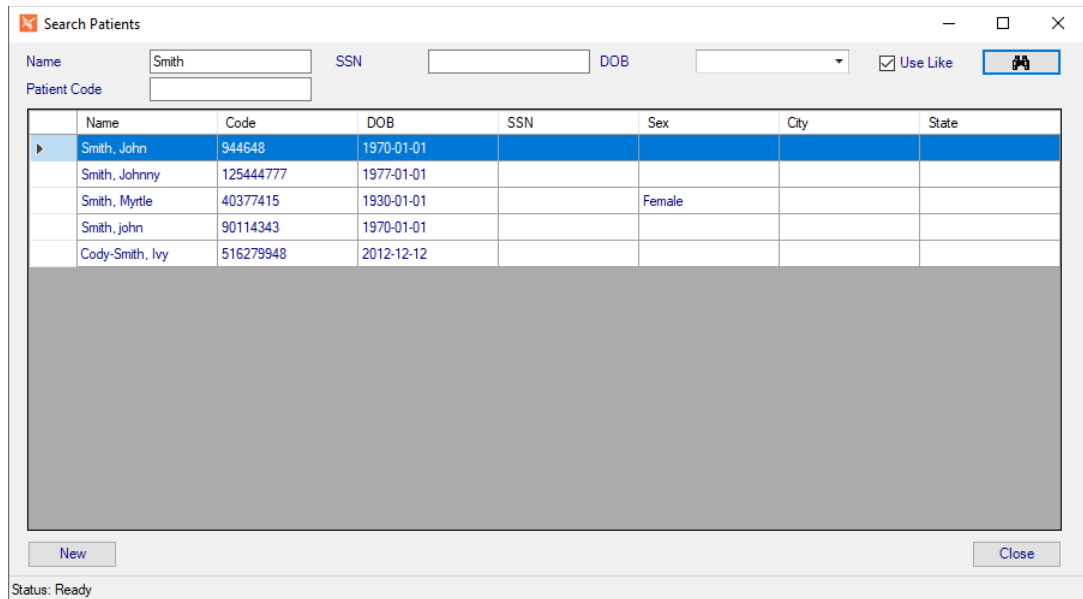 Search Patients
Name Smith SSN DOB Use Like
Patient Code
Name Code DOB SSN Sex City State
Smith, John 944648 1970-01-01
Smith, Johnny 125444777 1977-01-01
Smith, Myrtle 40377415 1930-01-01 Female
Smith, john 90114343 1970-01-01
Cody-Smith, Ivy 516279948 2012-12-12
New Close
Status: Ready